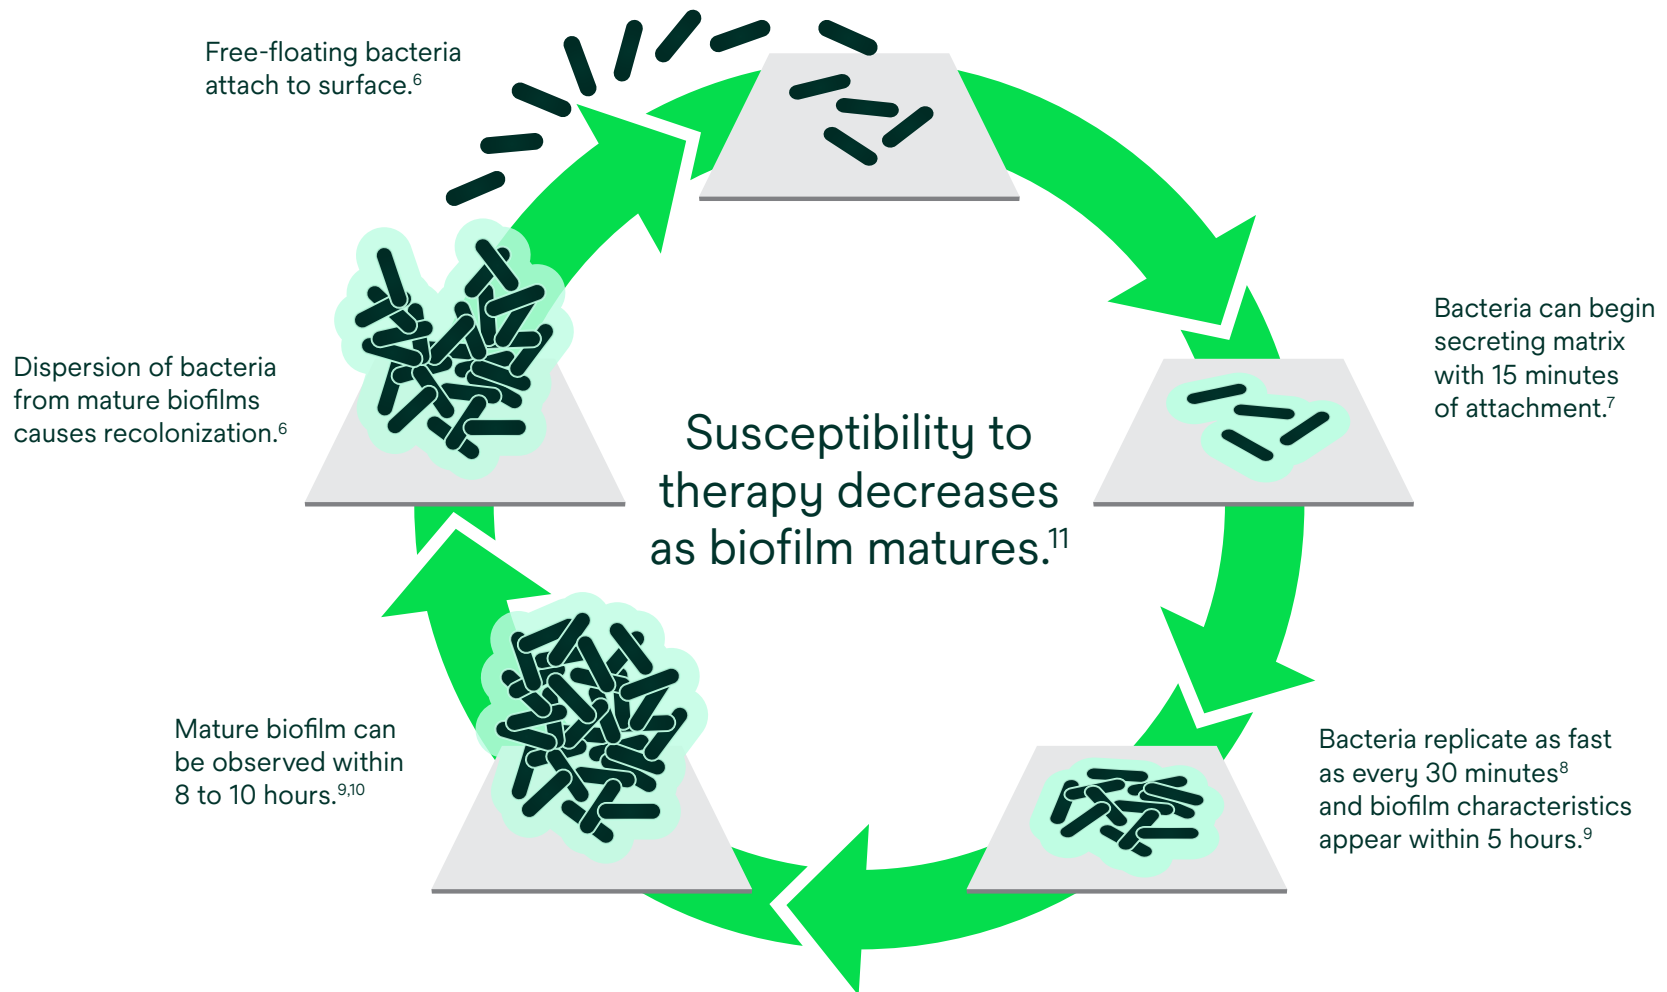 Free-floating bacteria
attach to surface.⁶
Bacteria can begin
secreting matrix
with 15 minutes
of attachment.⁷
Bacteria replicate as fast
as every 30 minutes⁸
and biofilm characteristics
appear within 5 hours.⁹
Mature biofilm can
be observed within
8 to 10 hours.⁹,¹⁰
Dispersion of bacteria
from mature biofilms
causes recolonization.⁶
Susceptibility to
therapy decreases
as biofilm matures.¹¹